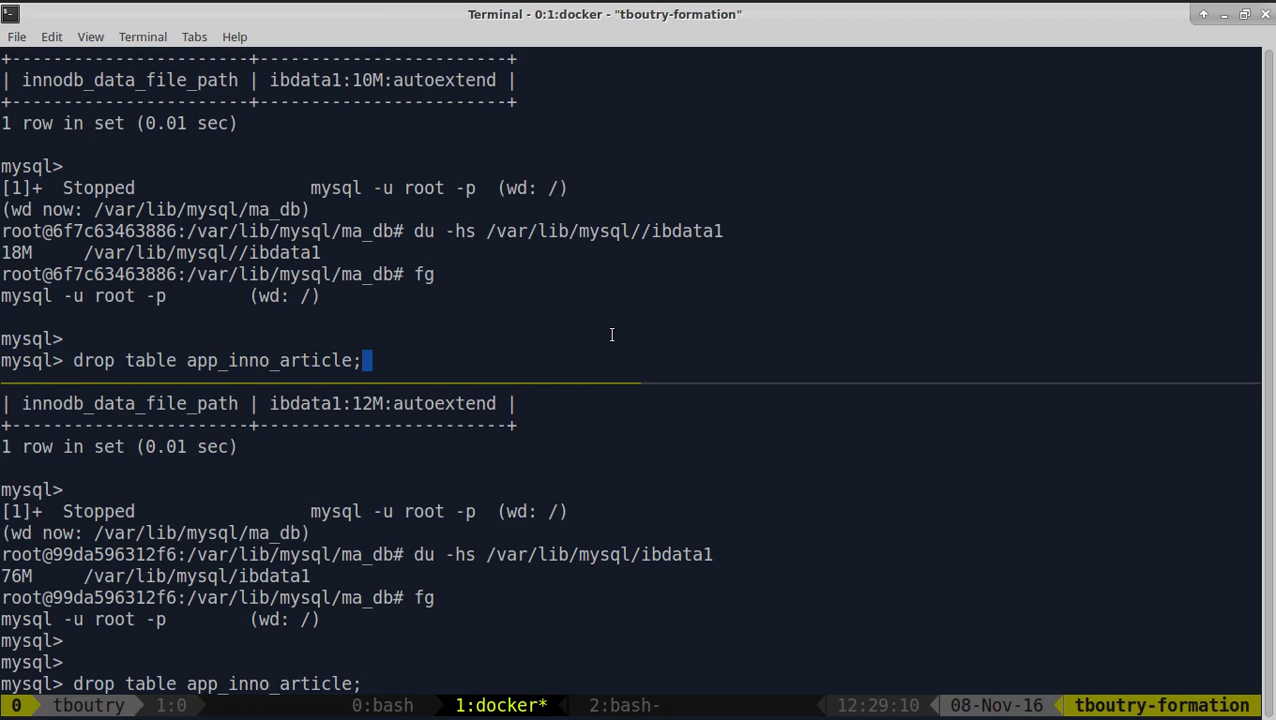 Terminal - 0:1:docker - "tboutry-formation"
File Edit View Terminal Tabs Help
+-----------------------+------------------------+
| innodb_data_file_path | ibdata1:10M:autoextend |
+-----------------------+------------------------+
1 row in set (0.01 sec)
mysql>
[1]+  Stopped                 mysql -u root -p  (wd: /)
(wd now: /var/lib/mysql/ma_db)
root@6f7c63463886:/var/lib/mysql/ma_db# du -hs /var/lib/mysql//ibdata1
18M     /var/lib/mysql//ibdata1
root@6f7c63463886:/var/lib/mysql/ma_db# fg
mysql -u root -p        (wd: /)
mysql>
mysql> drop table app_inno_article;
| innodb_data_file_path | ibdata1:12M:autoextend |
+-----------------------+------------------------+
1 row in set (0.01 sec)
mysql>
[1]+  Stopped                 mysql -u root -p  (wd: /)
(wd now: /var/lib/mysql/ma_db)
root@99da596312f6:/var/lib/mysql/ma_db# du -hs /var/lib/mysql/ibdata1
76M     /var/lib/mysql/ibdata1
root@99da596312f6:/var/lib/mysql/ma_db# fg
mysql -u root -p        (wd: /)
mysql>
mysql>
mysql> drop table app_inno_article;
0 tboutry 1:0 0:bash 1:docker* 2:bash- 12:29:10 08-Nov-16 tboutry-formation